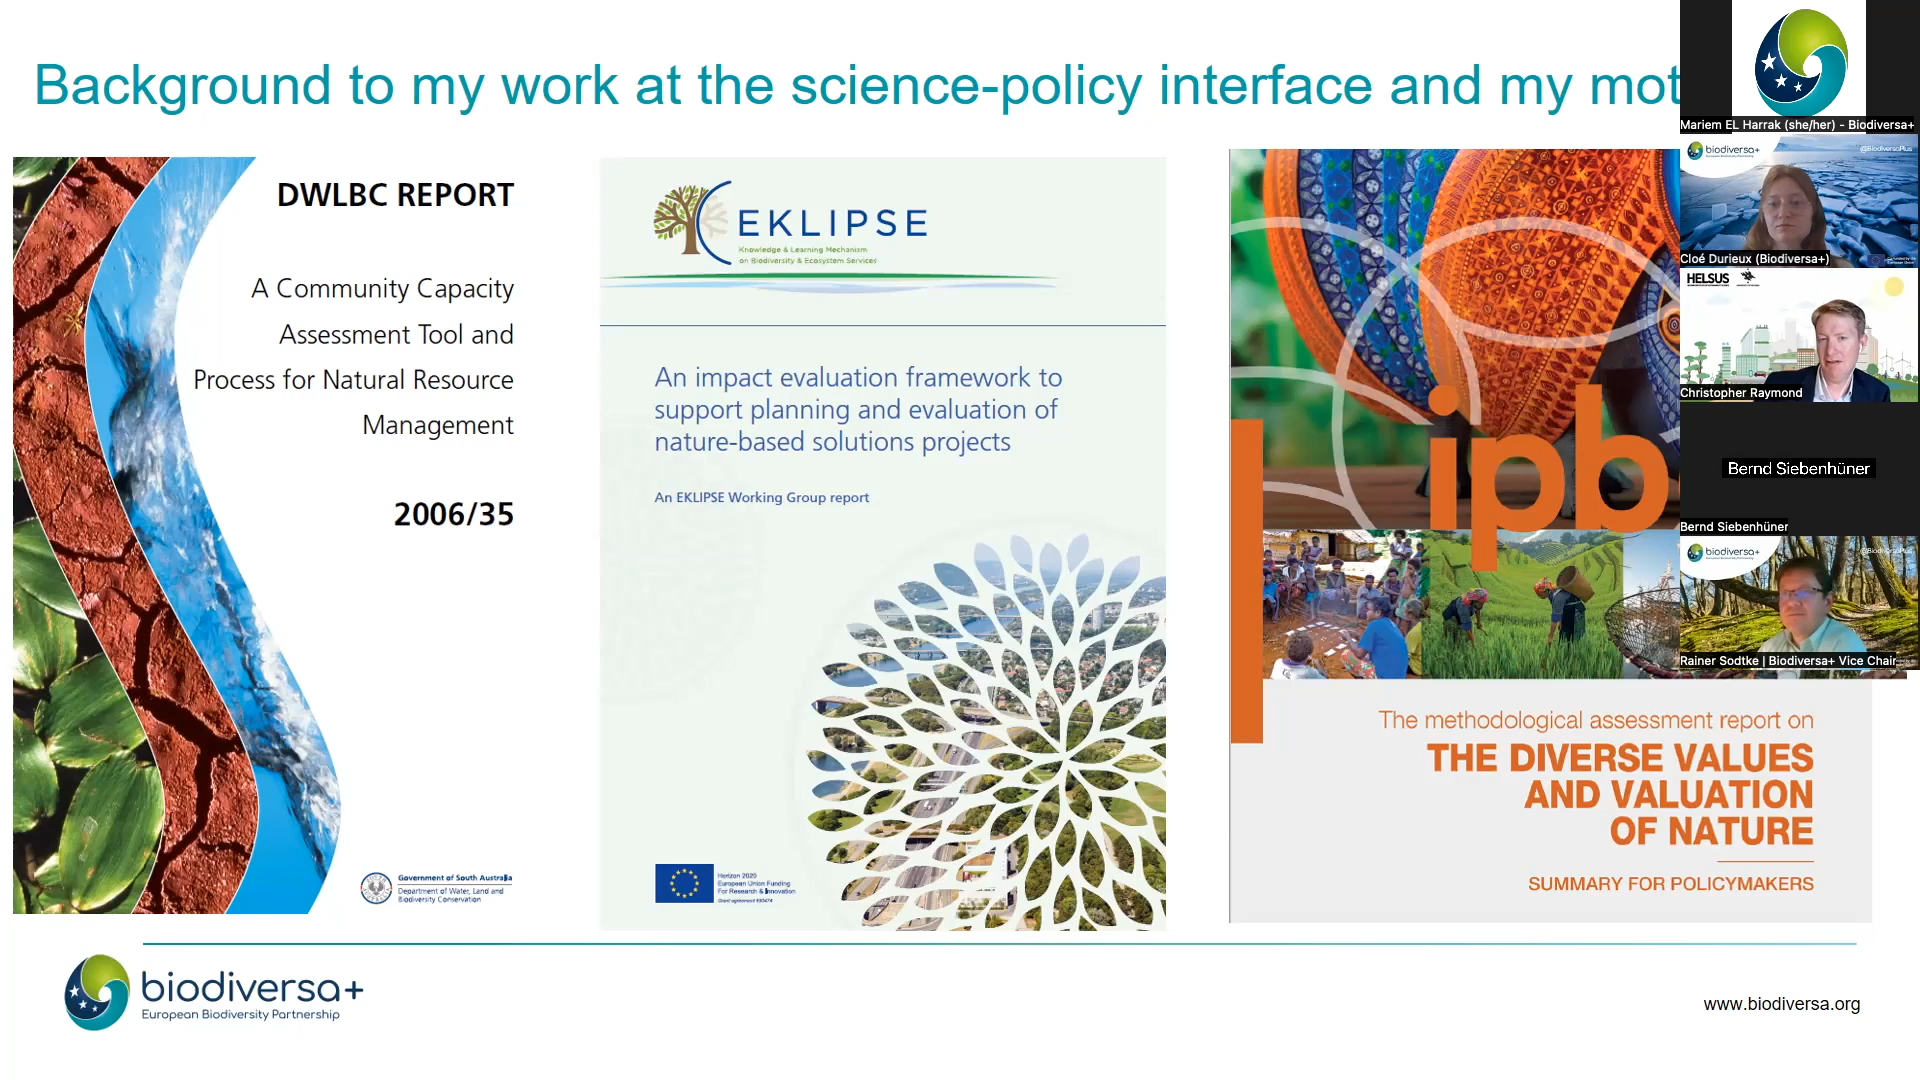 Background to my work at the science-policy interface and my mot
DWLBC REPORT
A Community Capacity
Assessment Tool and
Process for Natural Resource
Management
2006/35
Government of South Australia
Department of Water, Land and
Biodiversity Conservation
EKLIPSE
Knowledge & Learning Mechanism
on Biodiversity & Ecosystem Services
An impact evaluation framework to
support planning and evaluation of
nature-based solutions projects
An EKLIPSE Working Group report
Horizon 2020
European Union Funding
For Research & Innovation
ipb
The methodological assessment report on
THE DIVERSE VALUES
AND VALUATION
OF NATURE
SUMMARY FOR POLICYMAKERS
Mariem EL Harrak (she/her) - Biodiversa+
biodiversa+
@BiodiversaPlus
Cloé Durieux (Biodiversa+)
HELSUS
Christopher Raymond
Bernd Siebenhüner
Bernd Siebenhüner
biodiversa+
Rainer Sodtke | Biodiversa+ Vice Chair
biodiversa+
European Biodiversity Partnership
www.biodiversa.org